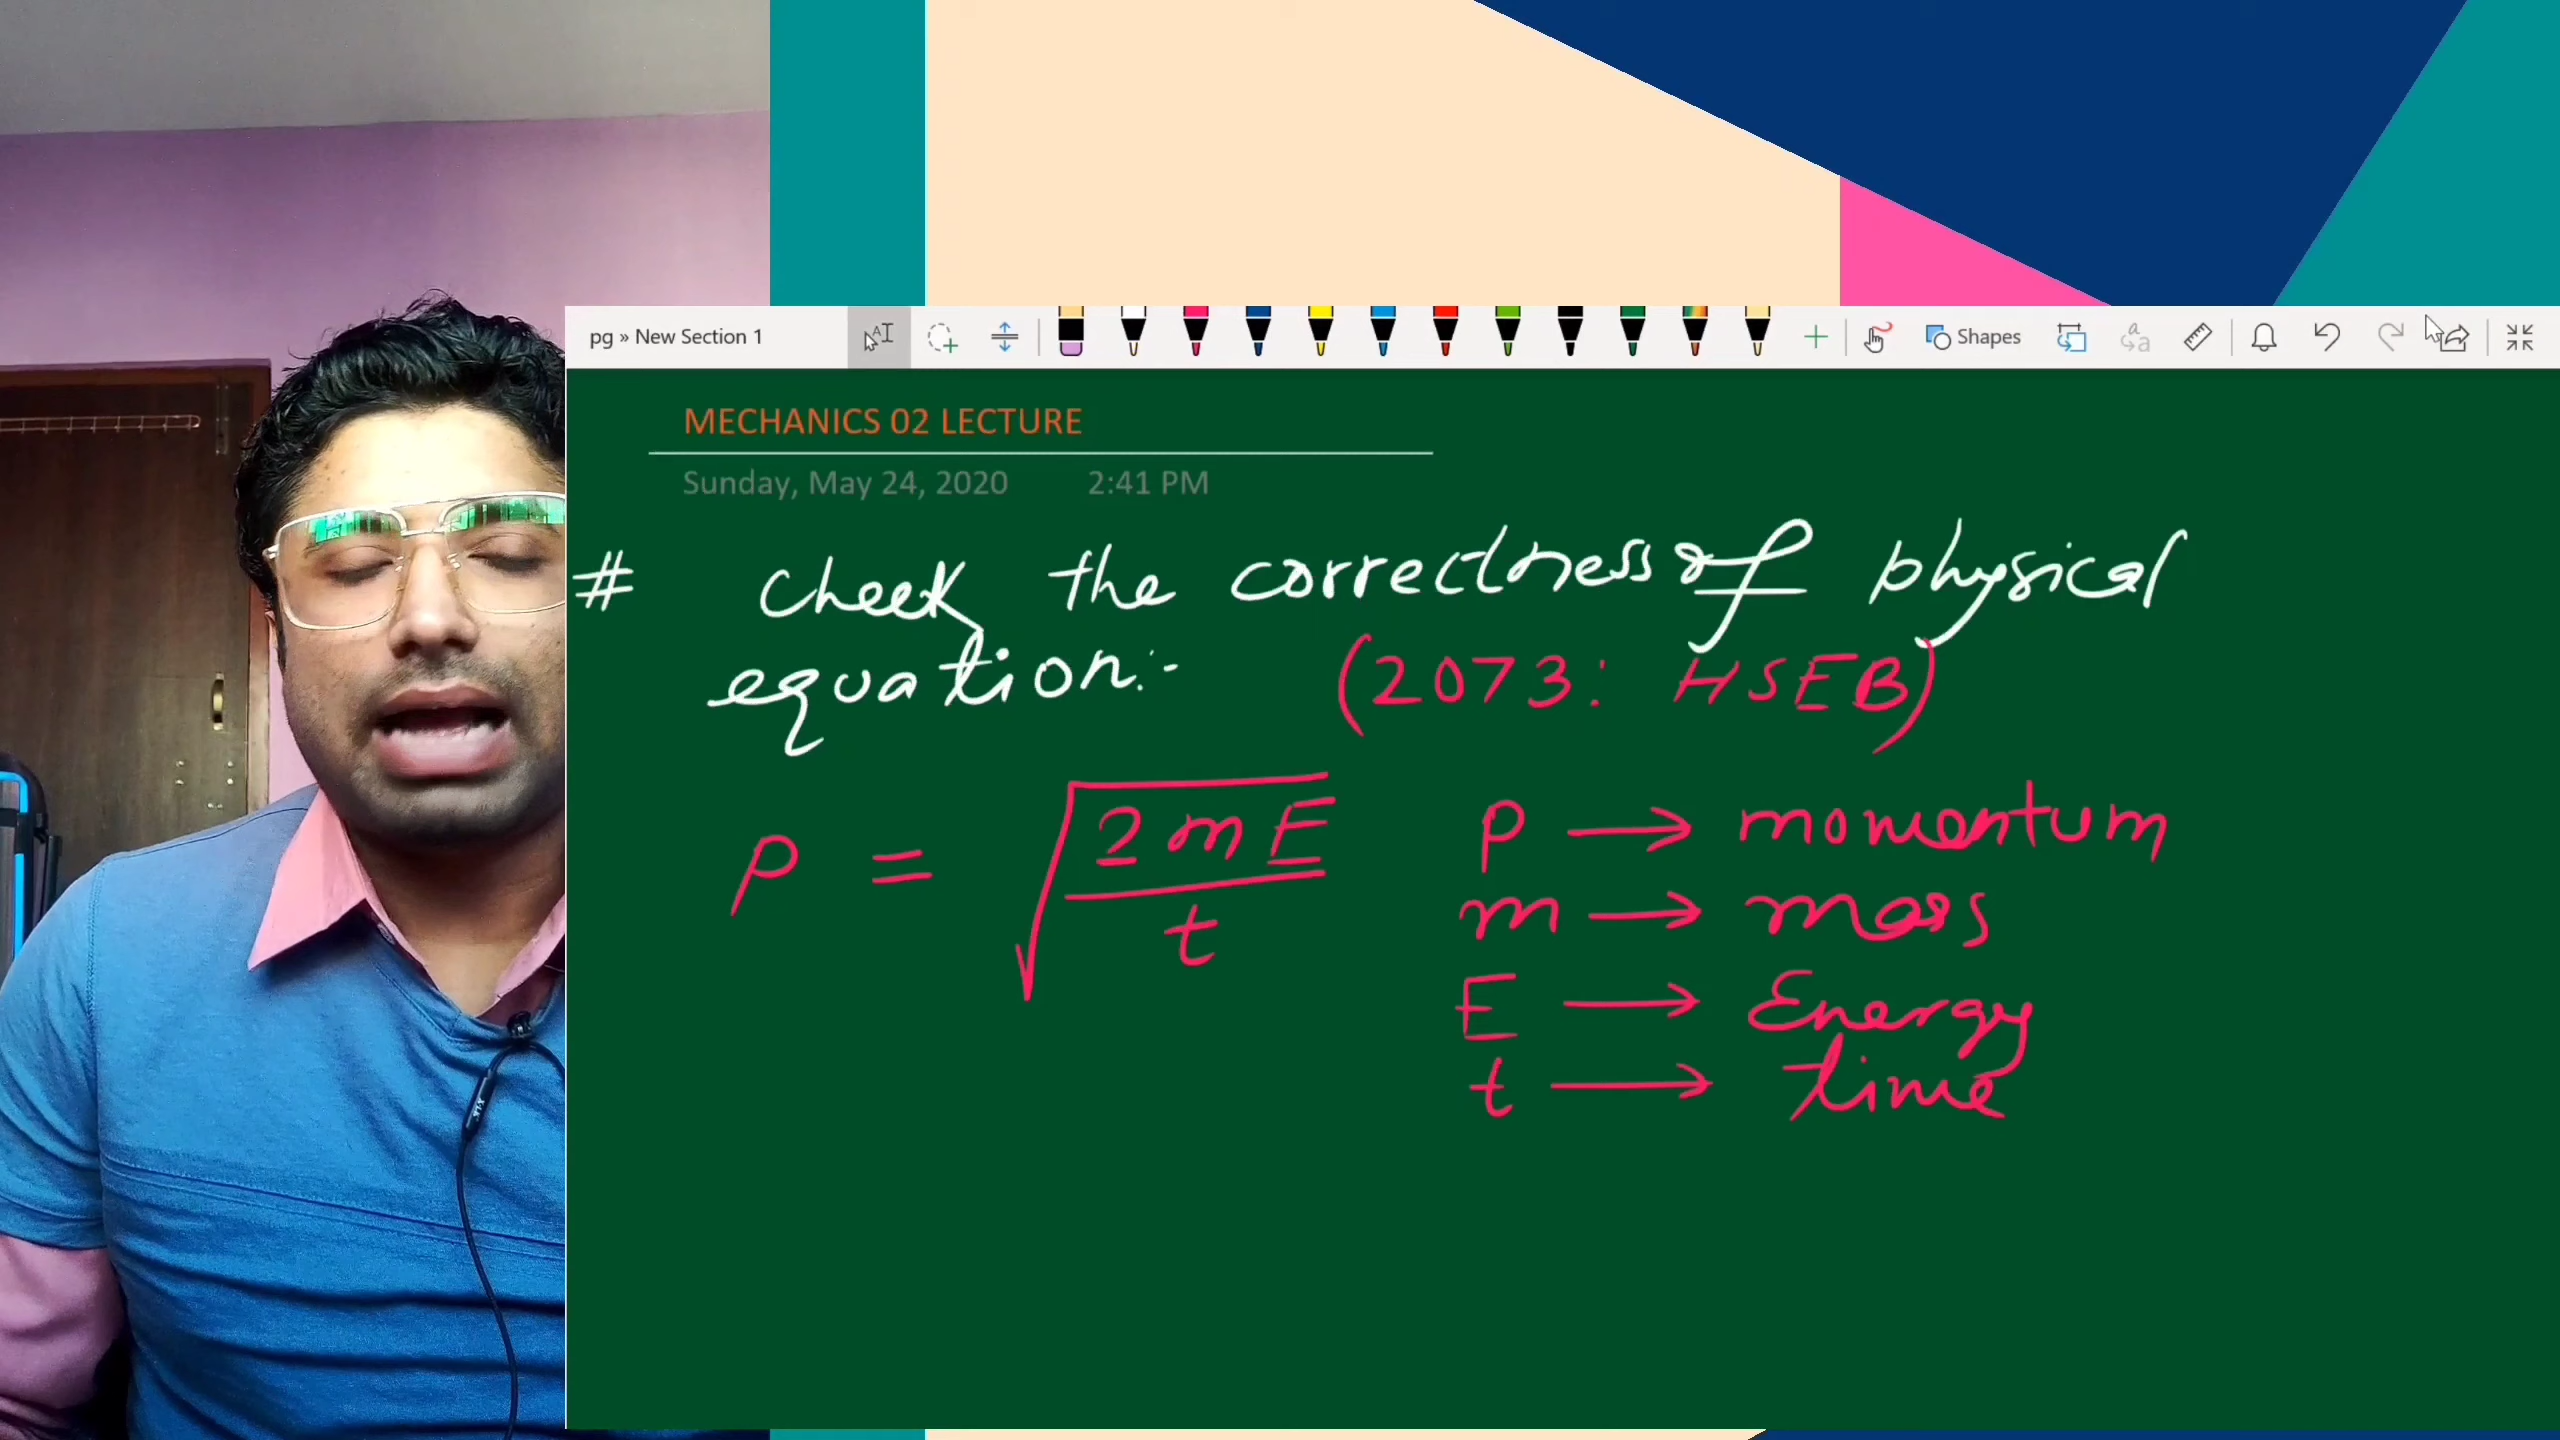 pg » New Section 1
Shapes
MECHANICS 02 LECTURE
Sunday, May 24, 2020 2:41 PM
# Check the correctness of physical
equation:- (2073: HSEB)
P = √(2mE/t)
P → momentum
m → mass
E → Energy
t → time